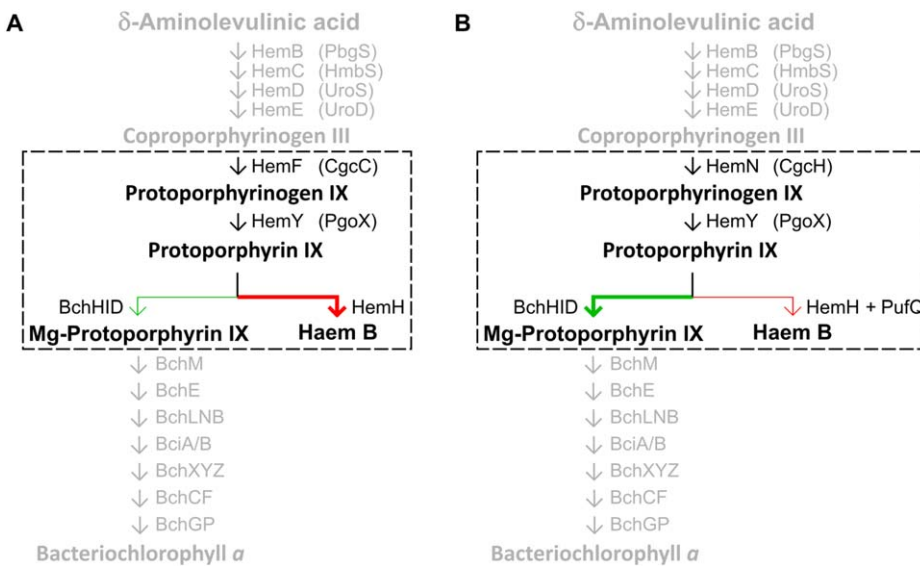 A
δ-Aminolevulinic acid
HemB (PbgS)
HemC (HmbS)
HemD (UroS)
HemE (UroD)
Coproporphyrinogen III
HemF (CgcC)
Protoporphyrinogen IX
HemY (PgoX)
Protoporphyrin IX
BchHID
HemH
Mg-Protoporphyrin IX
Haem B
BchM
BchE
BchLNB
BciA/B
BchXYZ
BchCF
BchGP
Bacteriochlorophyll a
B
δ-Aminolevulinic acid
HemB (PbgS)
HemC (HmbS)
HemD (UroS)
HemE (UroD)
Coproporphyrinogen III
HemN (CgcH)
Protoporphyrinogen IX
HemY (PgoX)
Protoporphyrin IX
BchHID
HemH + PufQ
Mg-Protoporphyrin IX
Haem B
BchM
BchE
BchLNB
BciA/B
BchXYZ
BchCF
BchGP
Bacteriochlorophyll a